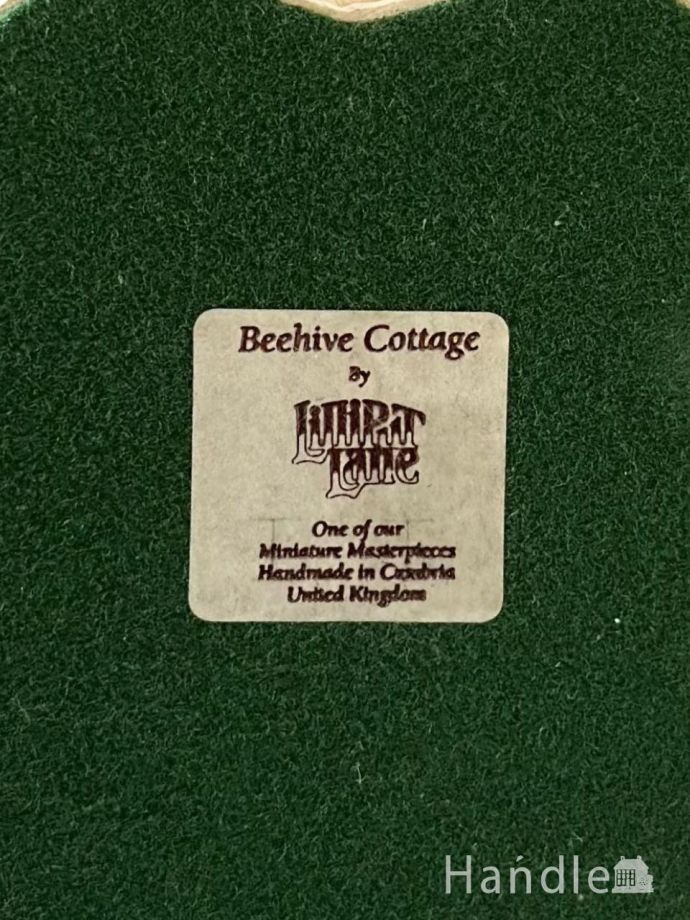 Beehive Cottage
By
LilliPut
Lane
One of our
Miniature Masterpieces
Handmade in Cumbria
United Kingdom
Handle